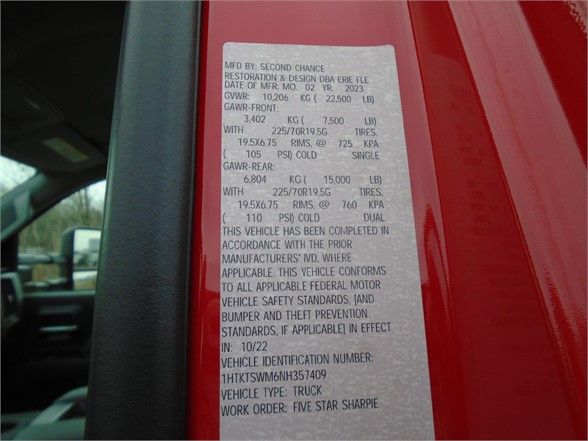 MFD BY: SECOND CHANCE
RESTORATION & DESIGN DBA ERIE FLE
DATE OF MFR: MO. 02 YR. 2023
GVWR: 10,206 KG ( 22,500 LB)
GAWR-FRONT:
3,402 KG ( 7,500 LB)
WITH 225/70R19.5G TIRES,
19.5X6.75 RIMS, @ 725 KPA
( 105 PSI) COLD SINGLE
GAWR-REAR:
6,804 KG ( 15,000 LB)
WITH 225/70R19.5G TIRES,
19.5X6.75 RIMS, @ 760 KPA
( 110 PSI) COLD DUAL
THIS VEHICLE HAS BEEN COMPLETED IN
ACCORDANCE WITH THE PRIOR
MANUFACTURERS' IVD, WHERE
APPLICABLE. THIS VEHICLE CONFORMS
TO ALL APPLICABLE FEDERAL MOTOR
VEHICLE SAFETY STANDARDS, [AND
BUMPER AND THEFT PREVENTION
STANDARDS, IF APPLICABLE] IN EFFECT
IN: 10/22
VEHICLE IDENTIFICATION NUMBER:
1HTKTSWM6NH357409
VEHICLE TYPE: TRUCK
WORK ORDER: FIVE STAR SHARPIE